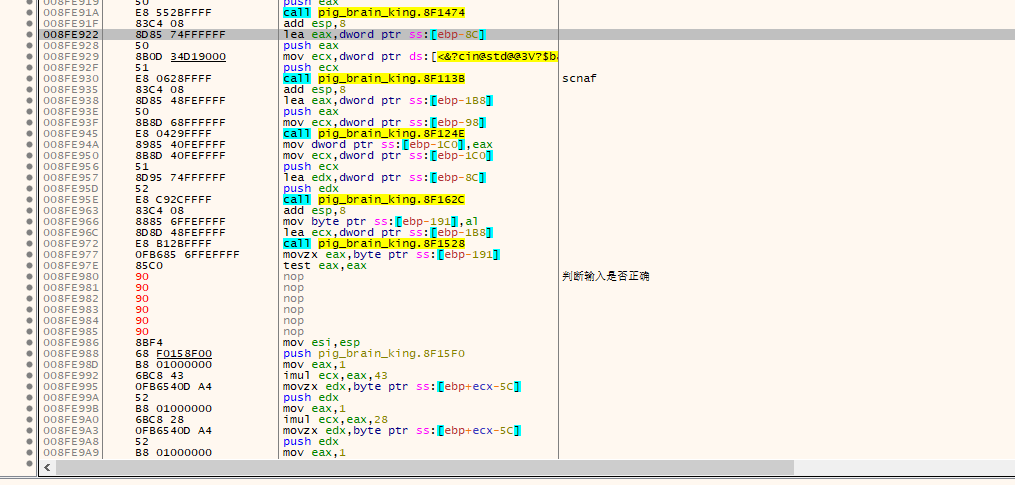 008FE919 50 push eax
008FE91A E8 552BFFFF call pig_brain_king.8F1474
008FE91F 83C4 08 add esp,8
008FE922 8D85 74FFFFFF lea eax,dword ptr ss:[ebp-8C]
008FE928 50 push eax
008FE929 8B0D 34D19000 mov ecx,dword ptr ds:[<&?cin@std@@3V?$b
008FE92F 51 push ecx
008FE930 E8 0628FFFF call pig_brain_king.8F113B scnaf
008FE935 83C4 08 add esp,8
008FE938 8D85 48FEFFFF lea eax,dword ptr ss:[ebp-1B8]
008FE93E 50 push eax
008FE93F 8B8D 68FFFFFF mov ecx,dword ptr ss:[ebp-98]
008FE945 E8 0429FFFF call pig_brain_king.8F124E
008FE94A 8985 40FEFFFF mov dword ptr ss:[ebp-1C0],eax
008FE950 8B8D 40FEFFFF mov ecx,dword ptr ss:[ebp-1C0]
008FE956 51 push ecx
008FE957 8D95 74FFFFFF lea edx,dword ptr ss:[ebp-8C]
008FE95D 52 push edx
008FE95E E8 C92CFFFF call pig_brain_king.8F162C
008FE963 83C4 08 add esp,8
008FE966 8885 6FFEFFFF mov byte ptr ss:[ebp-191],al
008FE96C 8D8D 48FEFFFF lea ecx,dword ptr ss:[ebp-1B8]
008FE972 E8 B12BFFFF call pig_brain_king.8F1528
008FE977 0FB685 6FFEFFFF movzx eax,byte ptr ss:[ebp-191]
008FE97E 85C0 test eax,eax
008FE980 90 nop 判断输入是否正确
008FE981 90 nop
008FE982 90 nop
008FE983 90 nop
008FE984 90 nop
008FE985 90 nop
008FE986 8BF4 mov esi,esp
008FE988 68 F0158F00 push pig_brain_king.8F15F0
008FE98D B8 01000000 mov eax,1
008FE992 6BC8 43 imul ecx,eax,43
008FE995 0FB6540D A4 movzx edx,byte ptr ss:[ebp+ecx-5C]
008FE99A 52 push edx
008FE99B B8 01000000 mov eax,1
008FE9A0 6BC8 28 imul ecx,eax,28
008FE9A3 0FB6540D A4 movzx edx,byte ptr ss:[ebp+ecx-5C]
008FE9A8 52 push edx
008FE9A9 B8 01000000 mov eax,1